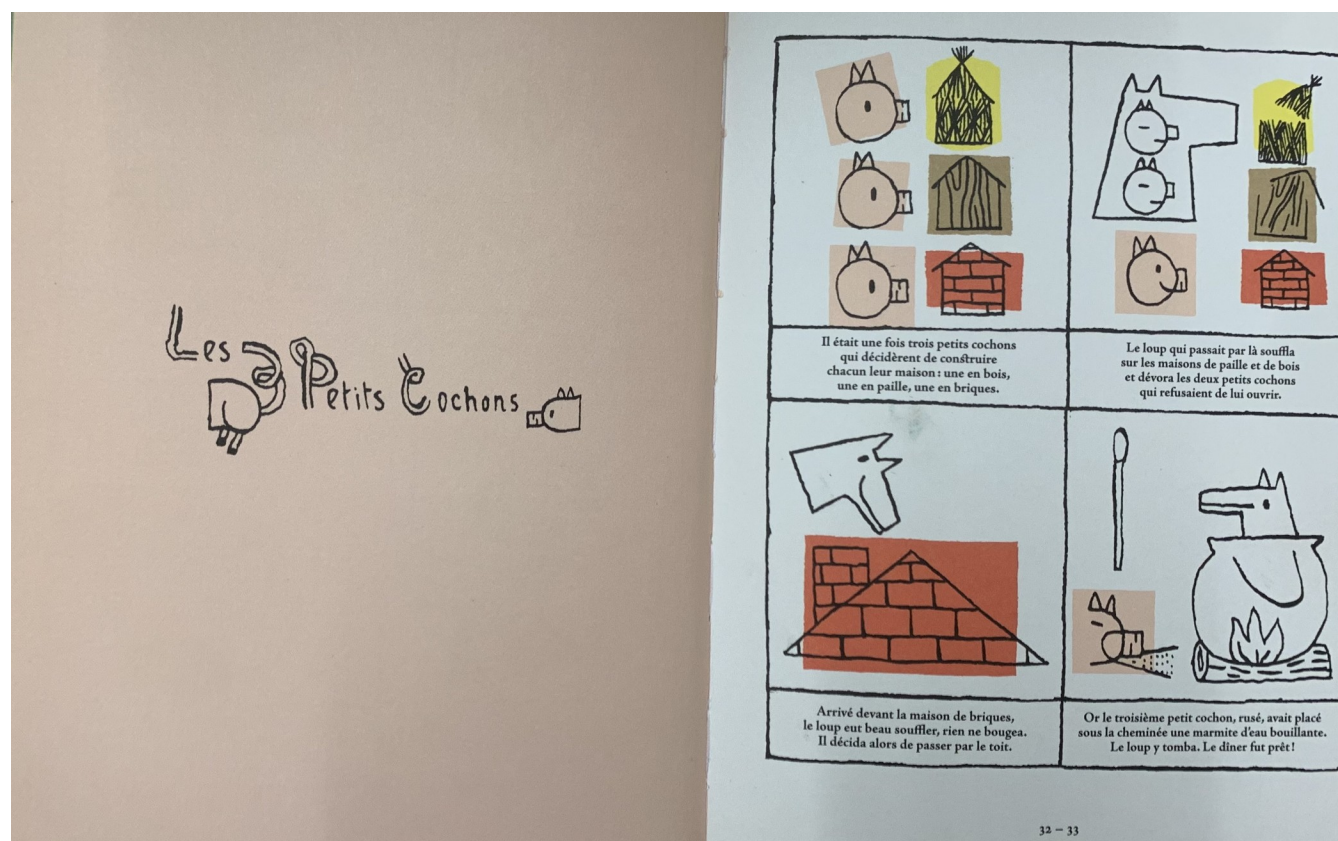 Les 3 Petits Cochons
Il était une fois trois petits cochons
qui décidèrent de construire
chacun leur maison : une en bois,
une en paille, une en briques.
Le loup qui passait par là souffla
sur les maisons de paille et de bois
et dévora les deux petits cochons
qui refusaient de lui ouvrir.
Arrivé devant la maison de briques,
le loup eut beau souffler, rien ne bougea.
Il décida alors de passer par le toit.
Or le troisième petit cochon, rusé, avait placé
sous la cheminée une marmite d'eau bouillante.
Le loup y tomba. Le dîner fut prêt !
32 – 33